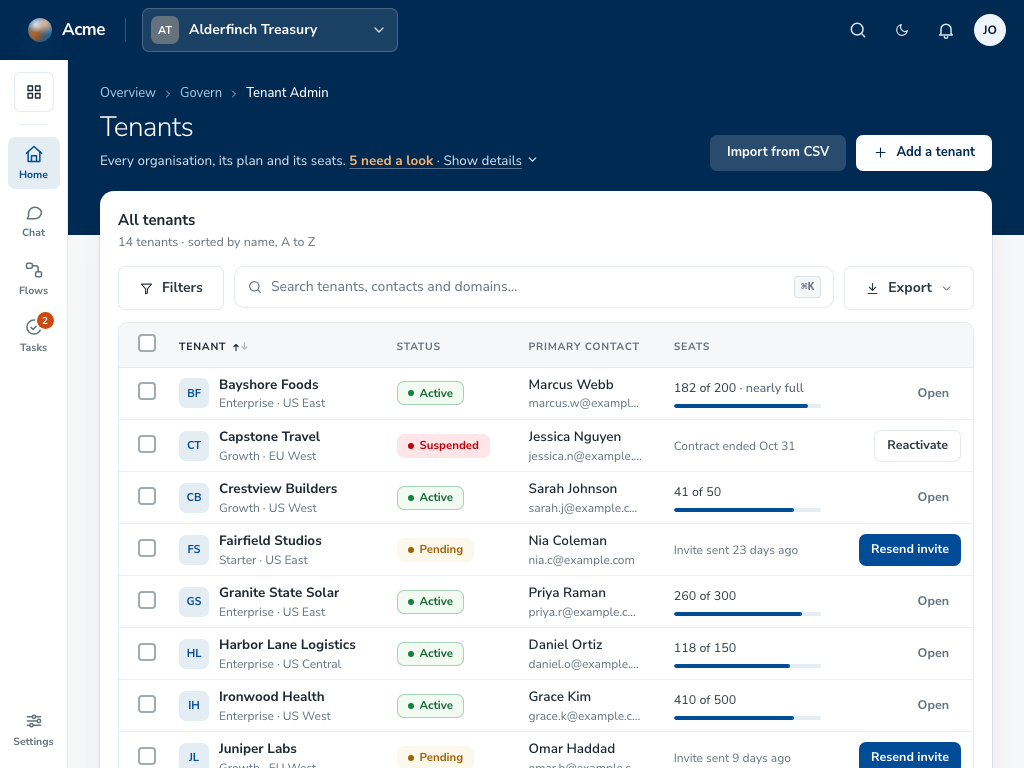 Acme
AT Alderfinch Treasury
JO
Home
Chat
Flows
2
Tasks
Settings
Overview > Govern > Tenant Admin
Tenants
Every organisation, its plan and its seats. 5 need a look · Show details
Import from CSV
+ Add a tenant
All tenants
14 tenants · sorted by name, A to Z
Filters
Search tenants, contacts and domains...
⌘K
Export
TENANT STATUS PRIMARY CONTACT SEATS
BF Bayshore Foods Active Marcus Webb 182 of 200 · nearly full Open
Enterprise · US East marcus.w@exampl...
CT Capstone Travel Suspended Jessica Nguyen Contract ended Oct 31 Reactivate
Growth · EU West jessica.n@example....
CB Crestview Builders Active Sarah Johnson 41 of 50 Open
Growth · US West sarah.j@example.c...
FS Fairfield Studios Pending Nia Coleman Invite sent 23 days ago Resend invite
Starter · US East nia.c@example.com
GS Granite State Solar Active Priya Raman 260 of 300 Open
Enterprise · US East priya.r@example.c...
HL Harbor Lane Logistics Active Daniel Ortiz 118 of 150 Open
Enterprise · US Central daniel.o@example....
IH Ironwood Health Active Grace Kim 410 of 500 Open
Enterprise · US West grace.k@example.c...
JL Juniper Labs Pending Omar Haddad Invite sent 9 days ago Resend invite